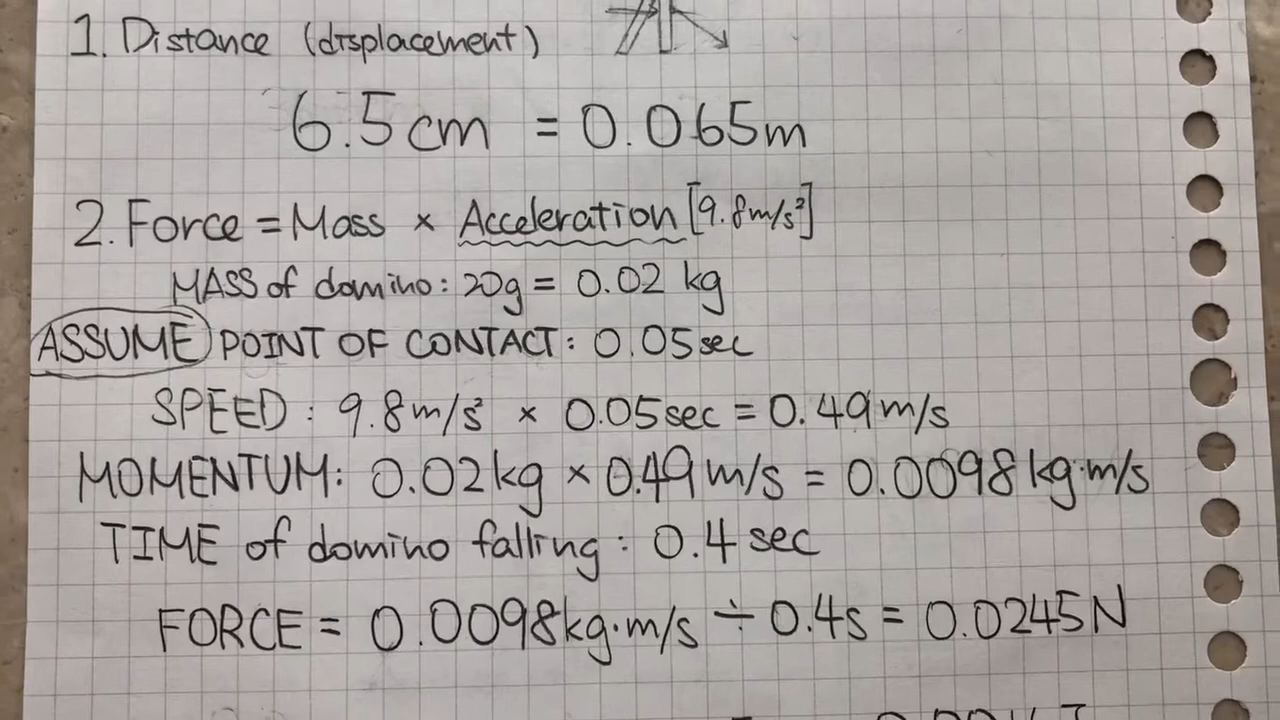 1. Distance (displacement)
6.5cm = 0.065m
2. Force = Mass × Acceleration [9.8m/s²]
MASS of domino: 20g = 0.02 kg
ASSUME POINT OF CONTACT: 0.05sec
SPEED: 9.8m/s² × 0.05sec = 0.49m/s
MOMENTUM: 0.02kg × 0.49m/s = 0.0098kg·m/s
TIME of domino falling: 0.4 sec
FORCE = 0.0098kg·m/s ÷ 0.4s = 0.0245N